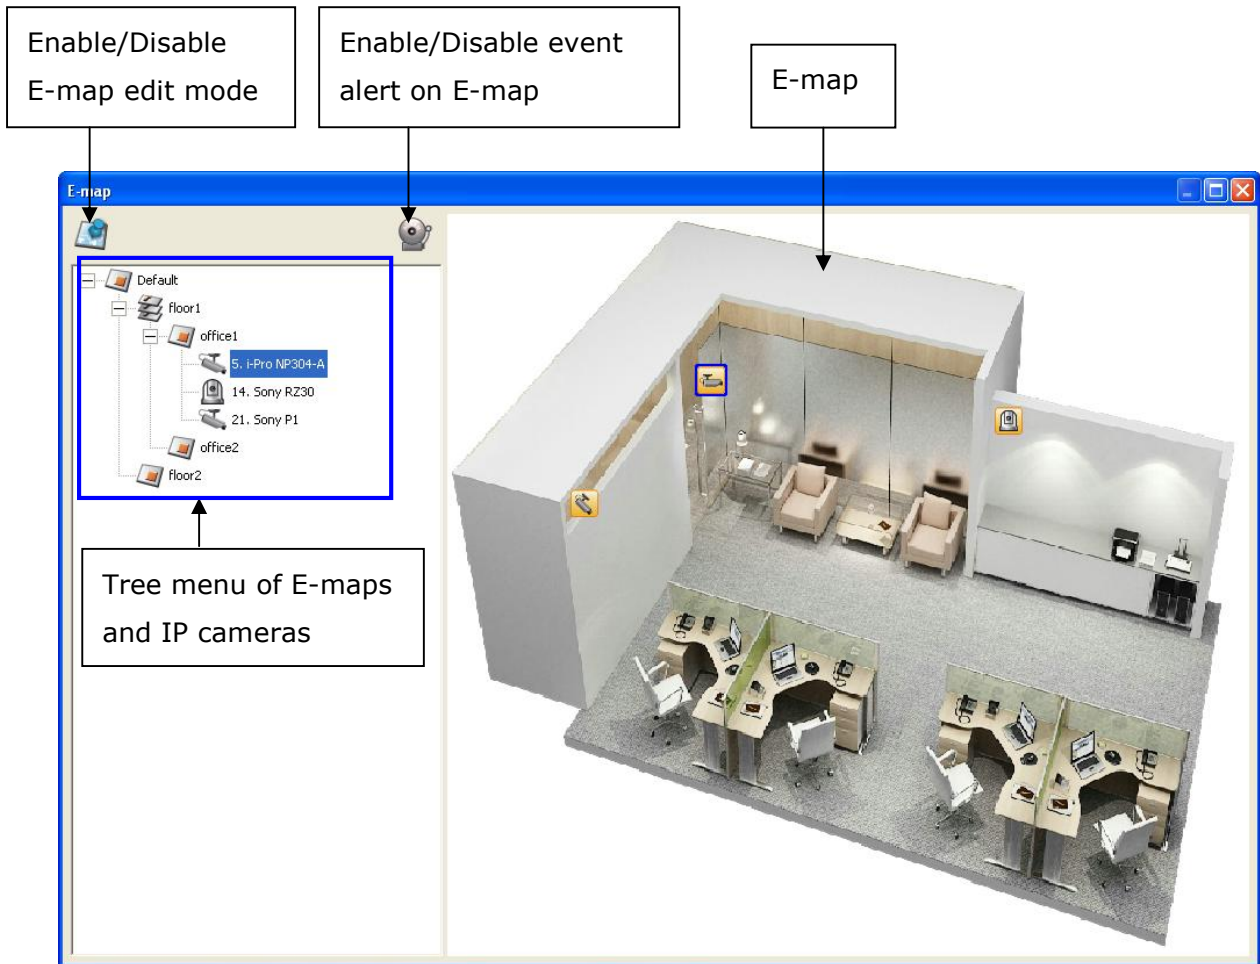 Enable/Disable
E-map edit mode
Enable/Disable event
alert on E-map
E-map
E-map
Default
floor1
office1
5. i-Pro NP304-A
14. Sony RZ30
21. Sony P1
office2
floor2
Tree menu of E-maps
and IP cameras